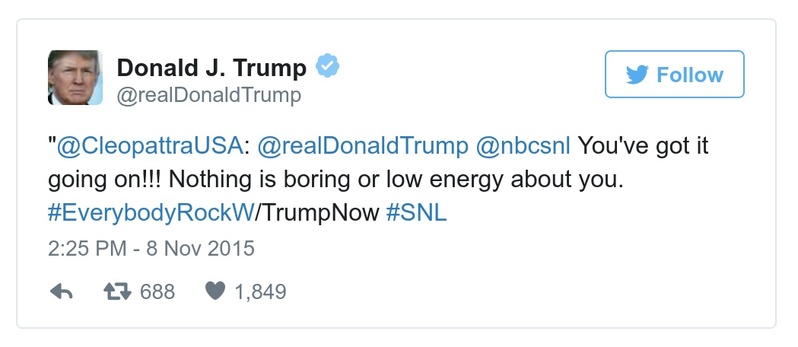 Donald J. Trump
@realDonaldTrump
Follow
"@CleopattraUSA: @realDonaldTrump @nbcsnl You've got it
going on!!! Nothing is boring or low energy about you.
#EverybodyRockW/TrumpNow #SNL
2:25 PM - 8 Nov 2015
688 1,849